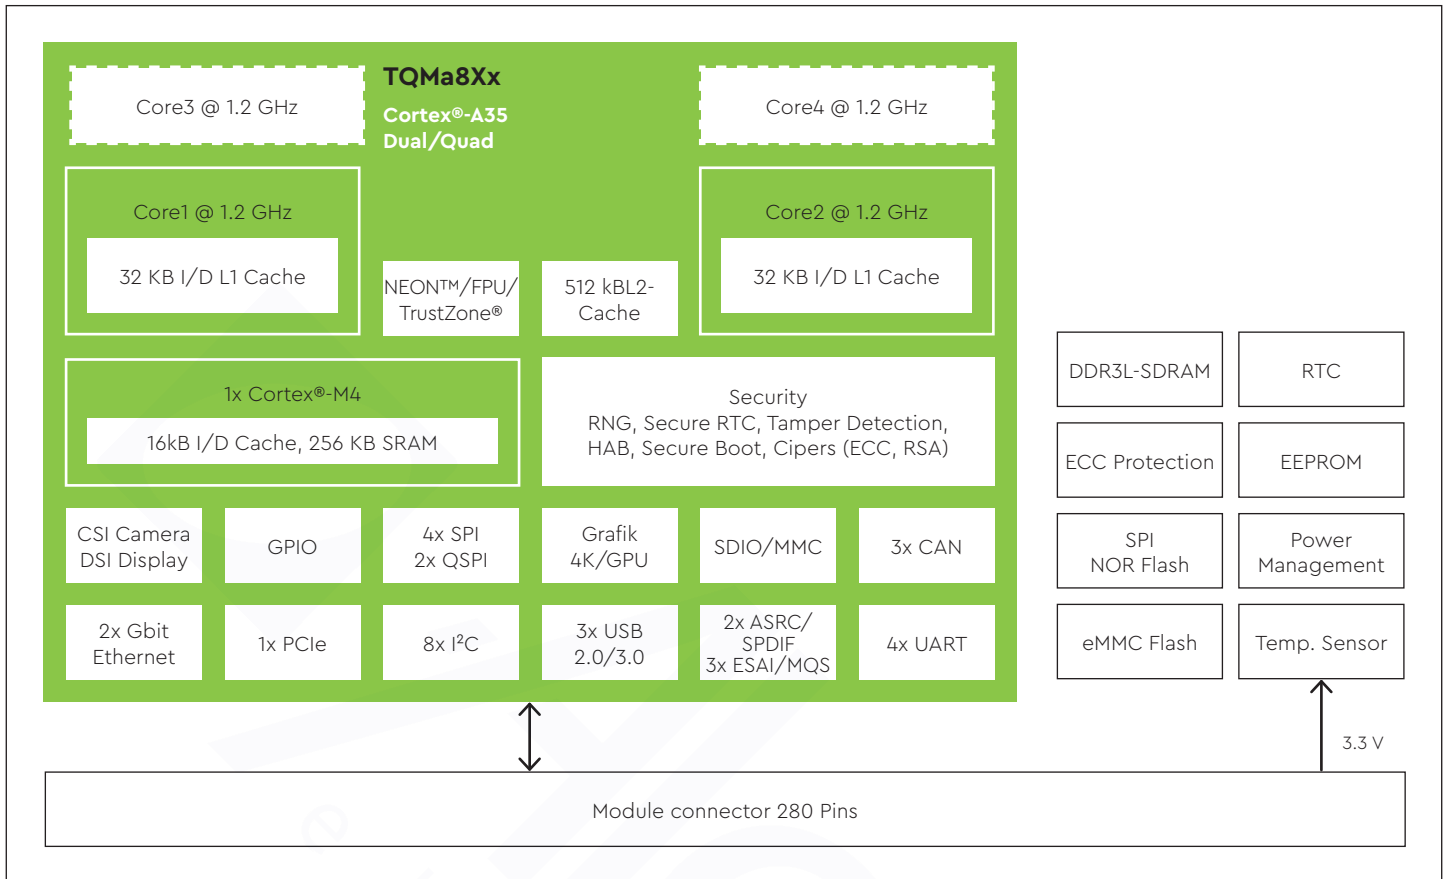 TQMa8Xx
Cortex®-A35
Dual/Quad
Core3 @ 1.2 GHz
Core4 @ 1.2 GHz
Core1 @ 1.2 GHz
32 KB I/D L1 Cache
NEON™/FPU/
TrustZone®
512 kBL2-
Cache
Core2 @ 1.2 GHz
32 KB I/D L1 Cache
1x Cortex®-M4
16kB I/D Cache, 256 KB SRAM
Security
RNG, Secure RTC, Tamper Detection,
HAB, Secure Boot, Cipers (ECC, RSA)
CSI Camera
DSI Display
GPIO
4x SPI
2x QSPI
Grafik
4K/GPU
SDIO/MMC
3x CAN
2x Gbit
Ethernet
1x PCIe
8x I²C
3x USB
2.0/3.0
2x ASRC/
SPDIF
3x ESAI/MQS
4x UART
DDR3L-SDRAM
RTC
ECC Protection
EEPROM
SPI
NOR Flash
Power
Management
eMMC Flash
Temp. Sensor
3.3 V
Module connector 280 Pins